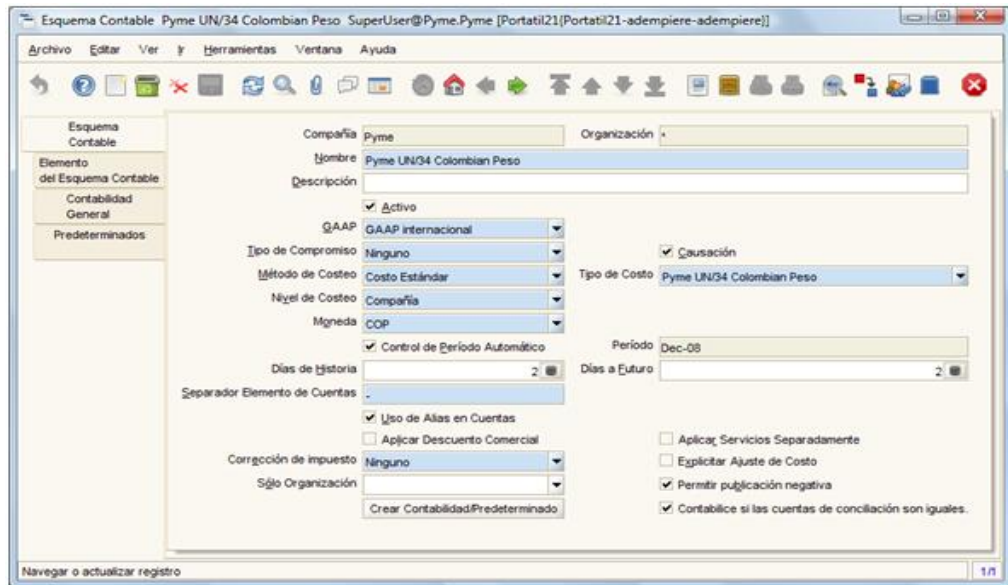 Esquema Contable Pyme UN/34 Colombian Peso SuperUser@Pyme.Pyme [Portatil21{Portatil21-adempiere-adempiere}]
Archivo Editar Ver Ir Herramientas Ventana Ayuda
Esquema Contable
Elemento del Esquema Contable
Contabilidad General
Predeterminados
Compañía Pyme Organización *
Nombre Pyme UN/34 Colombian Peso
Descripción
Activo
GAAP GAAP internacional
Tipo de Compromiso Ninguno Causación
Método de Costeo Costo Estándar Tipo de Costo Pyme UN/34 Colombian Peso
Nivel de Costeo Compañía
Moneda COP
Control de Período Automático Período Dec-08
Días de Historia 2 Días a Futuro 2
Separador Elemento de Cuentas -
Uso de Alias en Cuentas
Aplicar Descuento Comercial Aplicar Servicios Separadamente
Corrección de impuesto Ninguno Explicitar Ajuste de Costo
Sólo Organización Permitir publicación negativa
Crear Contabilidad/Predeterminado Contabilice si las cuentas de conciliación son iguales.
Navegar o actualizar registro 1/1